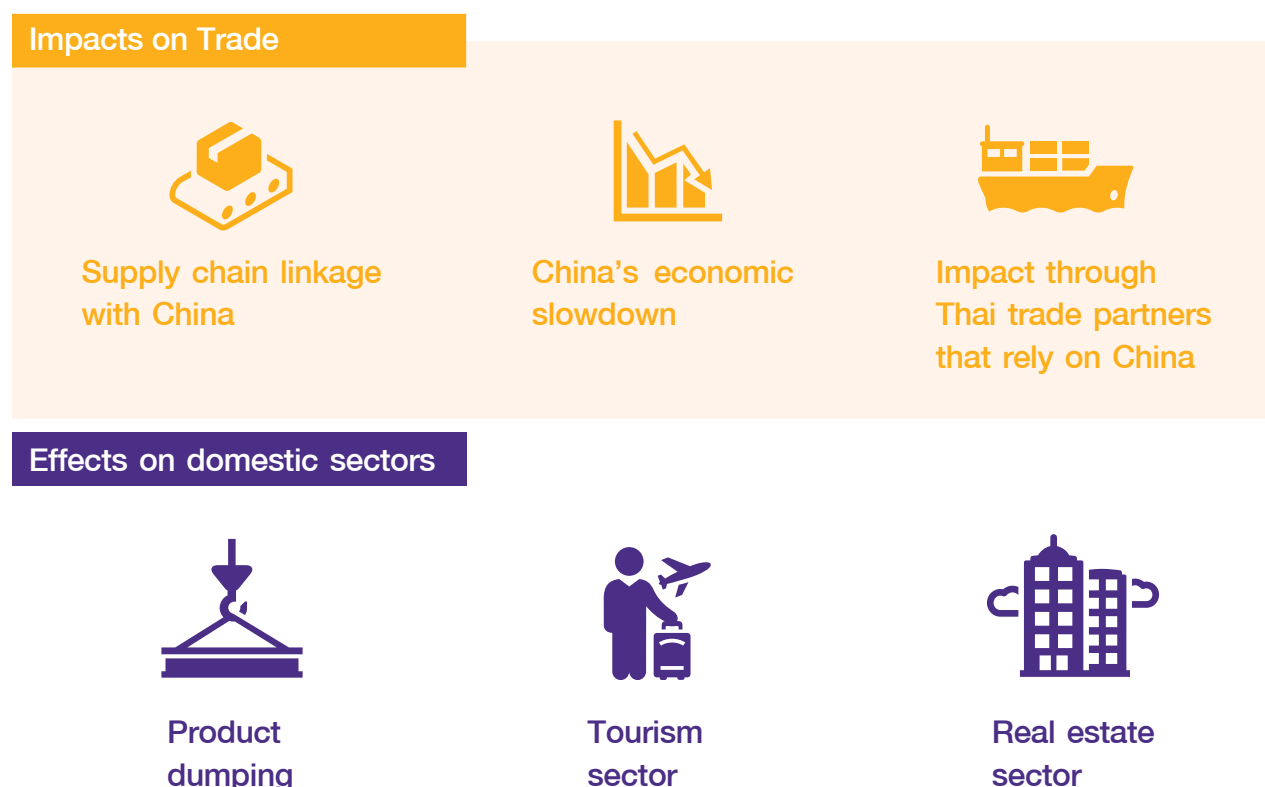 Impacts on Trade
Supply chain linkage
with China
China's economic
slowdown
Impact through
Thai trade partners
that rely on China
Effects on domestic sectors
Product
dumping
Tourism
sector
Real estate
sector